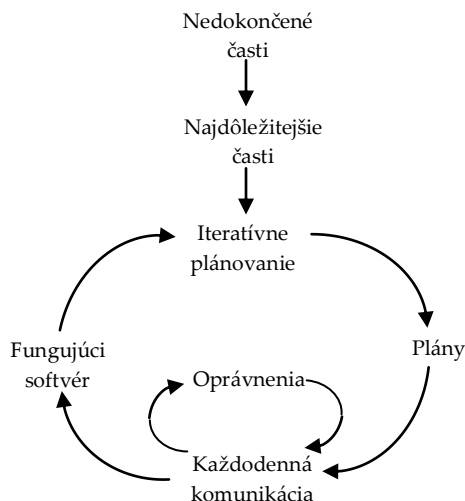 Nedokončené
časti
Najdôležitejšie
časti
Iteratívne
plánovanie
Fungujúci
softvér
Plány
Oprávnenia
Každodenná
komunikácia